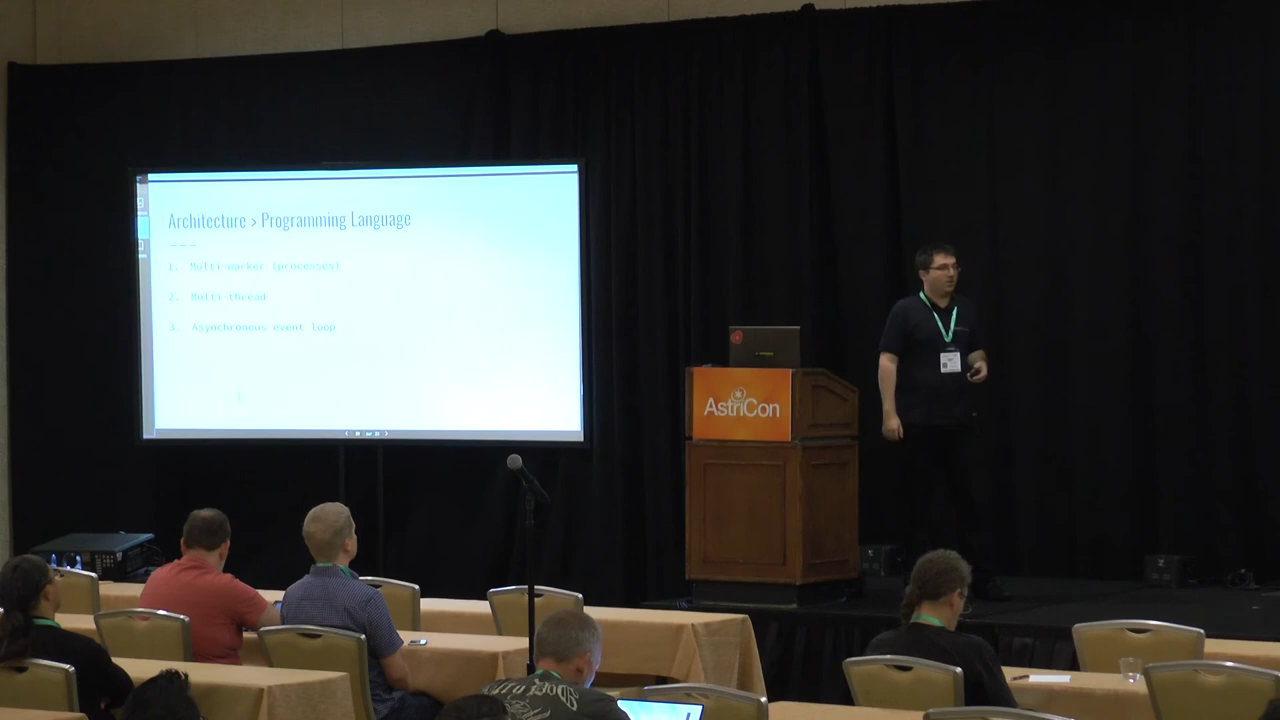 Architecture > Programming Language
1. Multi-worker (processes)
2. Multi-thread
3. Asynchronous event loop
AstriCon